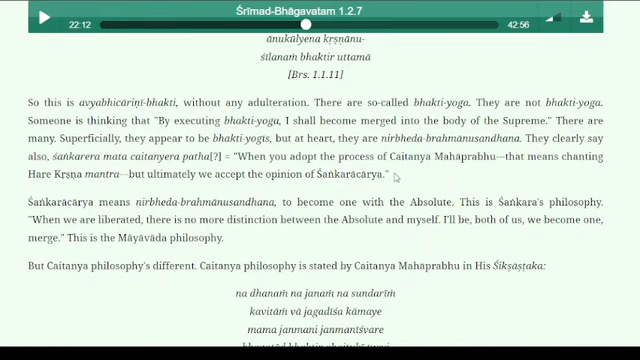 Śrīmad-Bhāgavatam 1.2.7
22:12
42:56
ānukūlyena kṛṣṇānu-
śīlanaṁ bhaktir uttamā
[Brs. 1.1.11]
So this is avyabhicāriṇī-bhakti, without any adulteration. There are so-called bhakti-yoga. They are not bhakti-yoga.
Someone is thinking that "By executing bhakti-yoga, I shall become merged into the body of the Supreme." There are
many. Superficially, they appear to be bhakti-yogīs, but at heart, they are nirbheda-brahmānusandhana. They clearly say
also, śaṅkarera mata caitanyera patha[?] = "When you adopt the process of Caitanya Mahāprabhu—that means chanting
Hare Kṛṣṇa mantra—but ultimately we accept the opinion of Śaṅkarācārya."
Śaṅkarācārya means nirbheda-brahmānusandhana, to become one with the Absolute. This is Śaṅkara's philosophy.
"When we are liberated, there is no more distinction between the Absolute and myself. I'll be, both of us, we become one,
merge." This is the Māyāvāda philosophy.
But Caitanya philosophy's different. Caitanya philosophy is stated by Caitanya Mahāprabhu in His Śikṣāṣṭaka:
na dhanaṁ na janaṁ na sundarīṁ
kavitāṁ vā jagadīśa kāmaye
mama janmani janmanīśvare